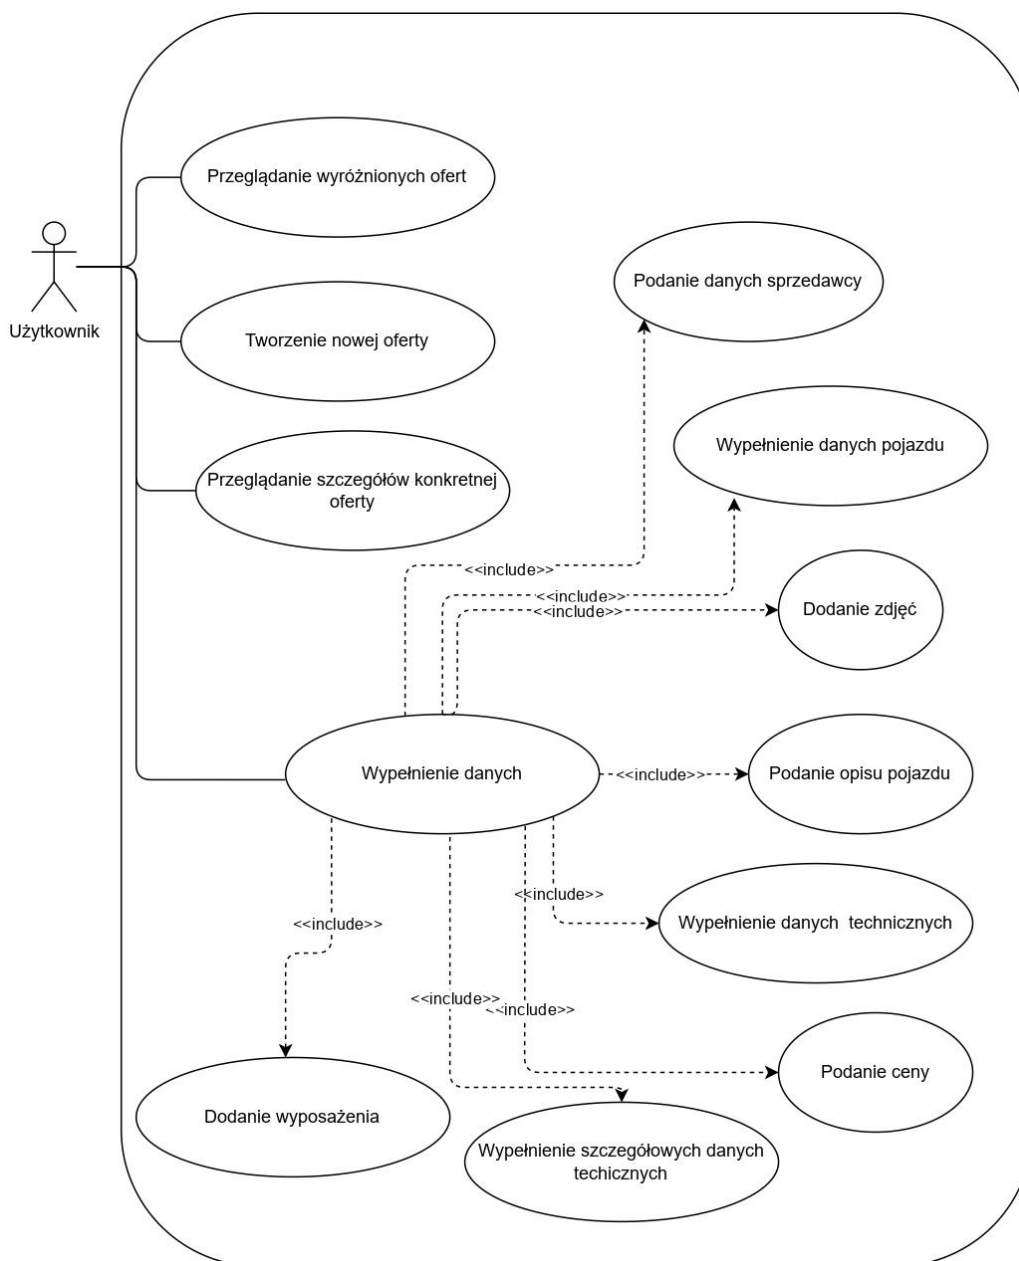 Przeglądanie wyróżnionych ofert
Podanie danych sprzedawcy
Użytkownik
Tworzenie nowej oferty
Wypełnienie danych pojazdu
Przeglądanie szczegółów konkretnej
oferty
<<include>>
<<include>>
<<include>>
Dodanie zdjęć
Wypełnienie danych
<<include>>
Podanie opisu pojazdu
<<include>>
<<include>>
Wypełnienie danych  technicznych
<<include>>
<<include>>
Podanie ceny
Dodanie wyposażenia
Wypełnienie szczegółowych danych
techicznych